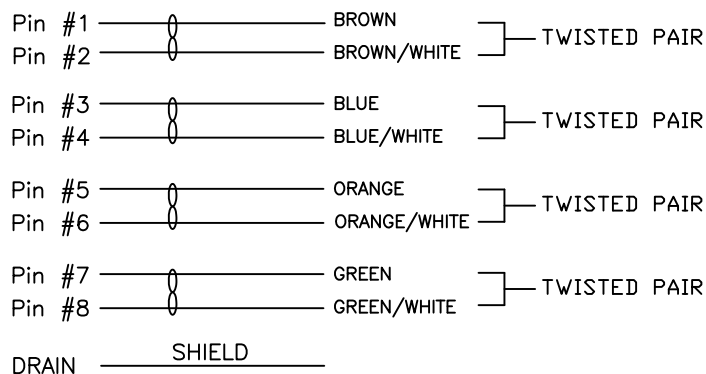 Pin #1 BROWN
TWISTED PAIR
Pin #2 BROWN/WHITE
Pin #3 BLUE
TWISTED PAIR
Pin #4 BLUE/WHITE
Pin #5 ORANGE
TWISTED PAIR
Pin #6 ORANGE/WHITE
Pin #7 GREEN
TWISTED PAIR
Pin #8 GREEN/WHITE
SHIELD
DRAIN